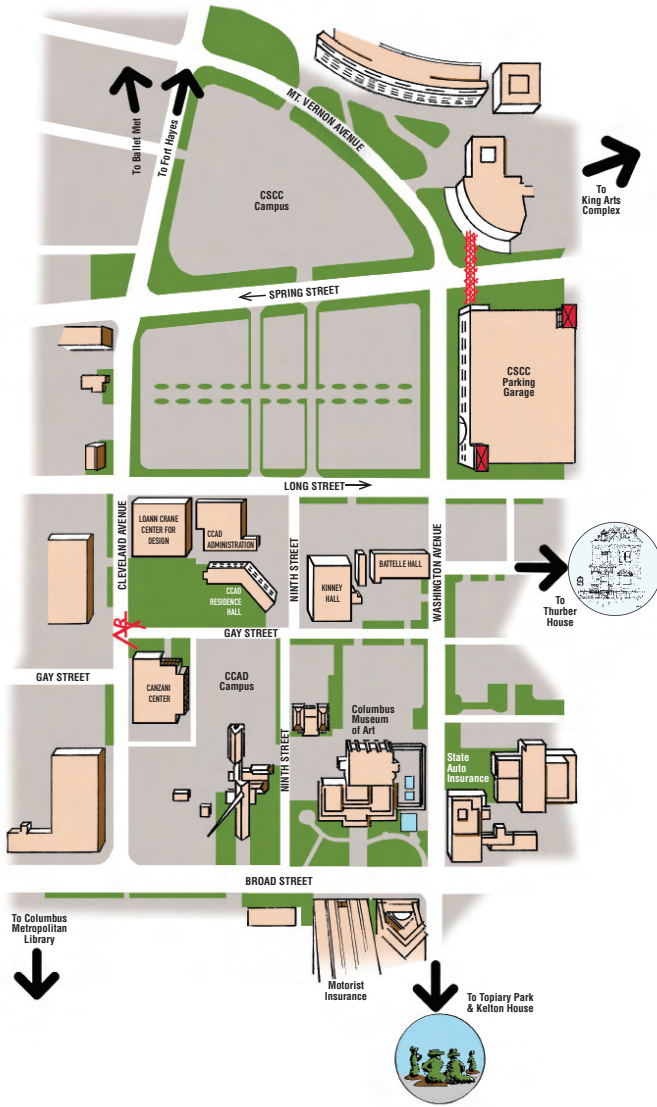 MT. VERNON AVENUE
To Ballet Met
To Fort Hayes
CSCC
Campus
To
King Arts
Complex
SPRING STREET
CSCC
Parking
Garage
LONG STREET
CLEVELAND AVENUE
LOANN CRANE
CENTER FOR
DESIGN
CCAD
ADMINISTRATION
NINTH STREET
BATTELLE HALL
WASHINGTON AVENUE
CCAD
RESIDENCE
HALL
KINNEY
HALL
To
Thurber
House
GAY STREET
GAY STREET
CANZANI
CENTER
CCAD
Campus
Columbus
Museum
of Art
NINTH STREET
State
Auto
Insurance
BROAD STREET
To Columbus
Metropolitan
Library
Motorist
Insurance
To Topiary Park
& Kelton House